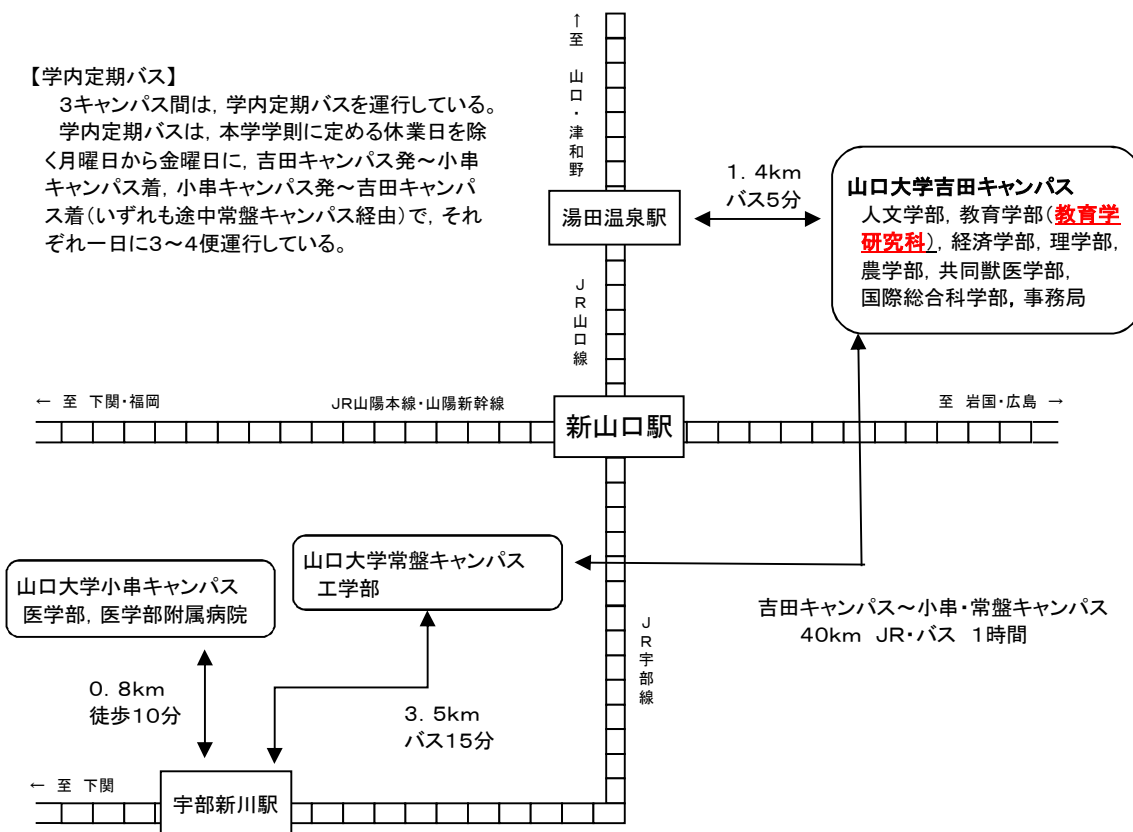 ↑至 山口・津和野
【学内定期バス】
３キャンパス間は，学内定期バスを運行している。
学内定期バスは，本学学則に定める休業日を除
く月曜日から金曜日に，吉田キャンパス発～小串
キャンパス着，小串キャンパス発～吉田キャンパ
ス着（いずれも途中常盤キャンパス経由）で，それ
ぞれ一日に３～４便運行している。
湯田温泉駅
１．４ｋｍ
バス５分
山口大学吉田キャンパス
人文学部，教育学部（教育学
研究科），経済学部，理学部，
農学部，共同獣医学部，
国際総合科学部，事務局
ＪＲ山口線
← 至 下関・福岡
ＪＲ山陽本線・山陽新幹線
新山口駅
至 岩国・広島 →
山口大学小串キャンパス
医学部，医学部附属病院
山口大学常盤キャンパス
工学部
吉田キャンパス～小串・常盤キャンパス
４０ｋｍ ＪＲ・バス １時間
ＪＲ宇部線
０．８ｋｍ
徒歩１０分
３．５ｋｍ
バス１５分
← 至 下関
宇部新川駅